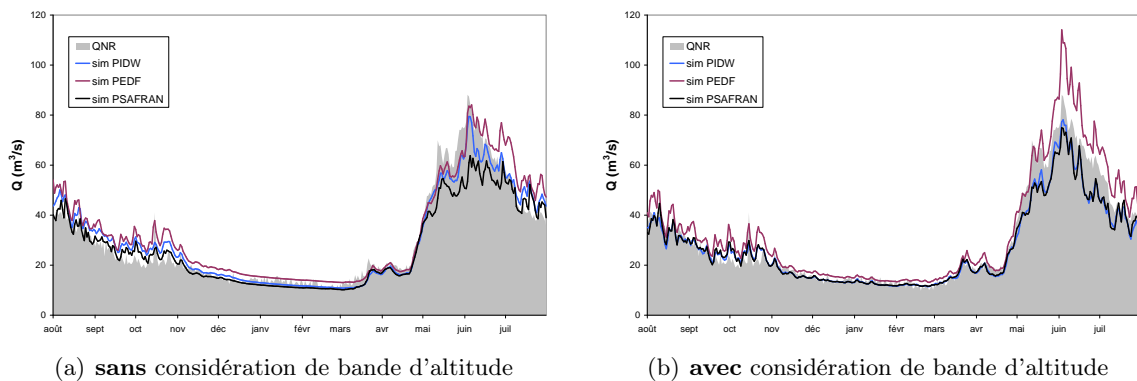 120
100
80
60
40
20
0
Q (m³/s)
QNR
sim PIDW
sim PEDF
sim PSAFRAN
août sept oct nov déc janv févr mars avr mai juin juil
(a) sans considération de bande d'altitude
120
100
80
60
40
20
0
Q (m³/s)
QNR
sim PIDW
sim PEDF
sim PSAFRAN
août sept oct nov déc janv févr mars avr mai juin juil
(b) avec considération de bande d'altitude